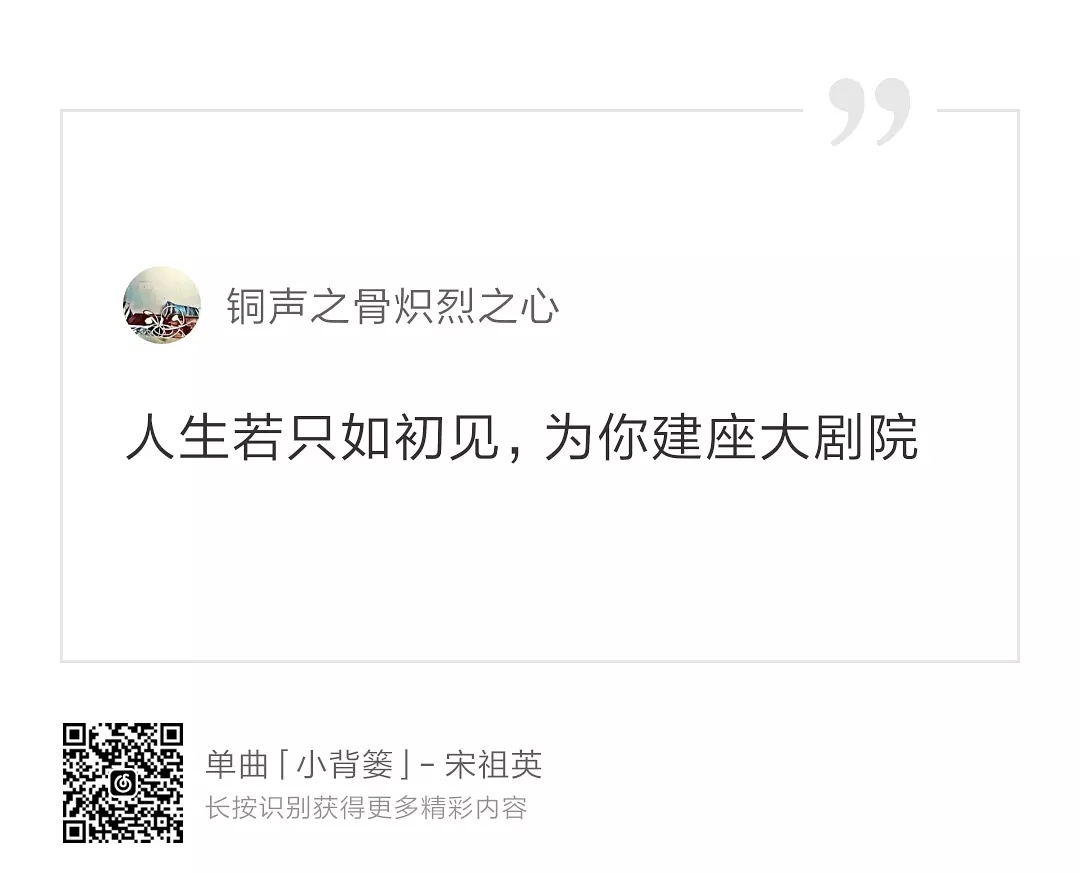 ”
铜声之骨炽烈之心
人生若只如初见，为你建座大剧院
单曲「小背篓」- 宋祖英
长按识别获得更多精彩内容